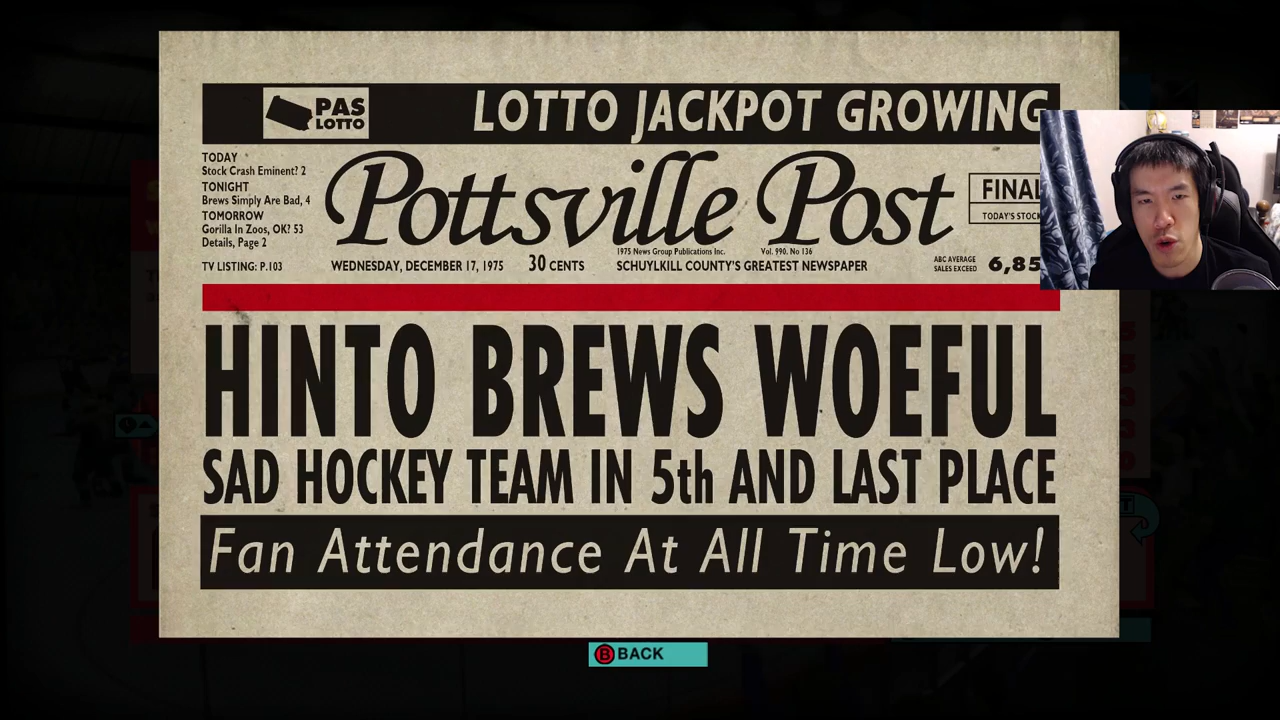 PAS
LOTTO
LOTTO JACKPOT GROWING
TODAY
Stock Crash Eminent? 2
TONIGHT
Brews Simply Are Bad, 4
TOMORROW
Gorilla In Zoos, OK? 53
Details, Page 2
TV LISTING: P.103
Pottsville Post
1975 News Group Publications Inc.
Vol. 990. No 136
WEDNESDAY, DECEMBER 17, 1975
30 CENTS
SCHUYLKILL COUNTY'S GREATEST NEWSPAPER
FINAL
TODAY'S STOCK
ABC AVERAGE
SALES EXCEED
6,85
HINTO BREWS WOEFUL
SAD HOCKEY TEAM IN 5th AND LAST PLACE
Fan Attendance At All Time Low!
B BACK